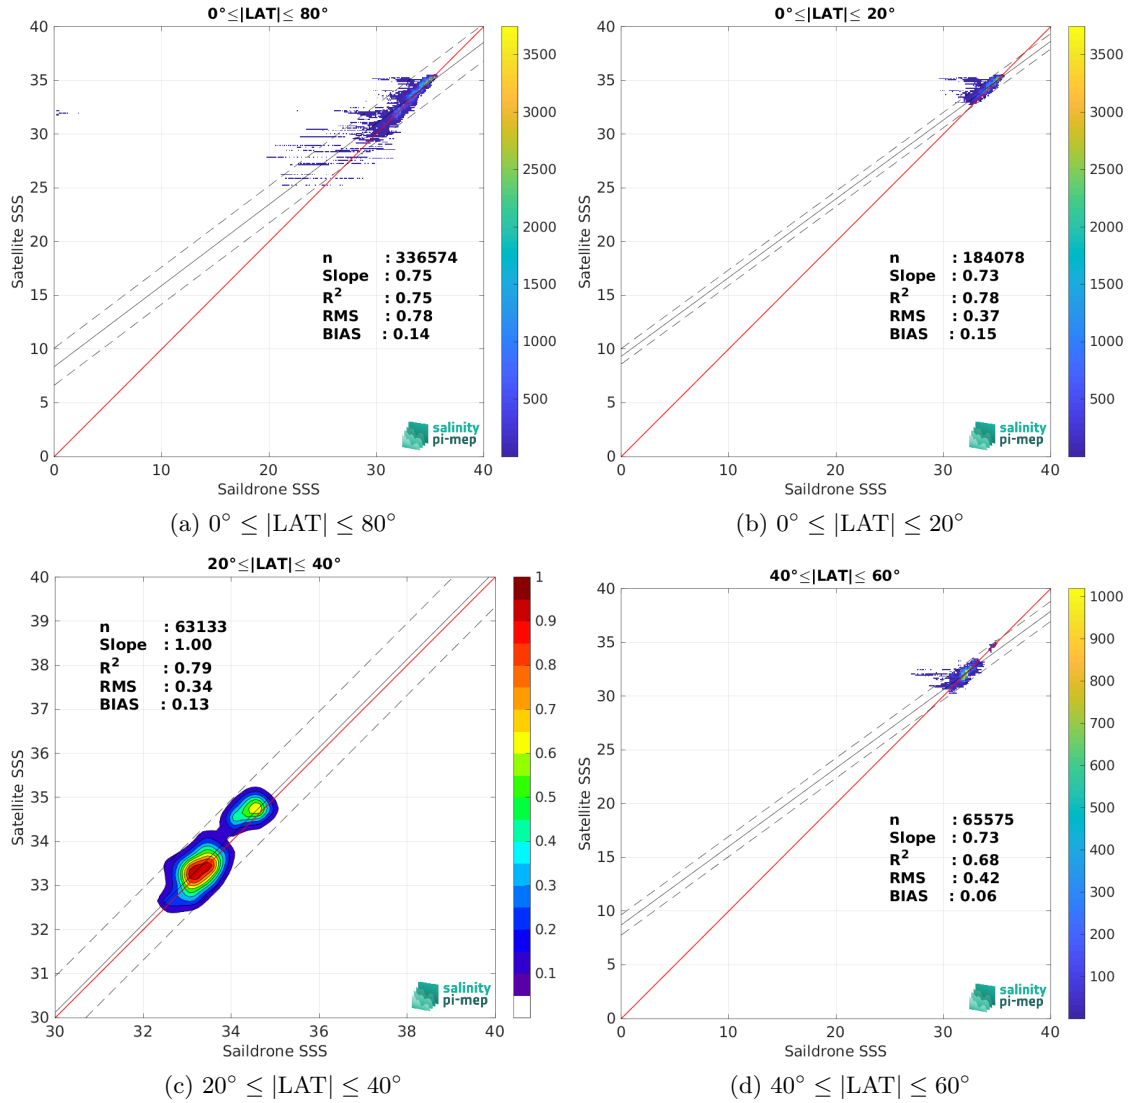 0°≤|LAT|≤ 80°
40
35
30
25
20
15
10
5
0
Satellite SSS
n : 336574
Slope : 0.75
R² : 0.75
RMS : 0.78
BIAS : 0.14
salinity
pi-mep
0 10 20 30 40
Saildrone SSS
3500
3000
2500
2000
1500
1000
500
(a) 0° ≤ |LAT| ≤ 80°
0°≤|LAT|≤ 20°
40
35
30
25
20
15
10
5
0
Satellite SSS
n : 184078
Slope : 0.73
R² : 0.78
RMS : 0.37
BIAS : 0.15
salinity
pi-mep
0 10 20 30 40
Saildrone SSS
3500
3000
2500
2000
1500
1000
500
(b) 0° ≤ |LAT| ≤ 20°
20°≤|LAT|≤ 40°
40
39
38
37
36
35
34
33
32
31
30
Satellite SSS
n : 63133
Slope : 1.00
R² : 0.79
RMS : 0.34
BIAS : 0.13
salinity
pi-mep
30 32 34 36 38 40
Saildrone SSS
1
0.9
0.8
0.7
0.6
0.5
0.4
0.3
0.2
0.1
(c) 20° ≤ |LAT| ≤ 40°
40°≤|LAT|≤ 60°
40
35
30
25
20
15
10
5
0
Satellite SSS
n : 65575
Slope : 0.73
R² : 0.68
RMS : 0.42
BIAS : 0.06
salinity
pi-mep
0 10 20 30 40
Saildrone SSS
1000
900
800
700
600
500
400
300
200
100
(d) 40° ≤ |LAT| ≤ 60°